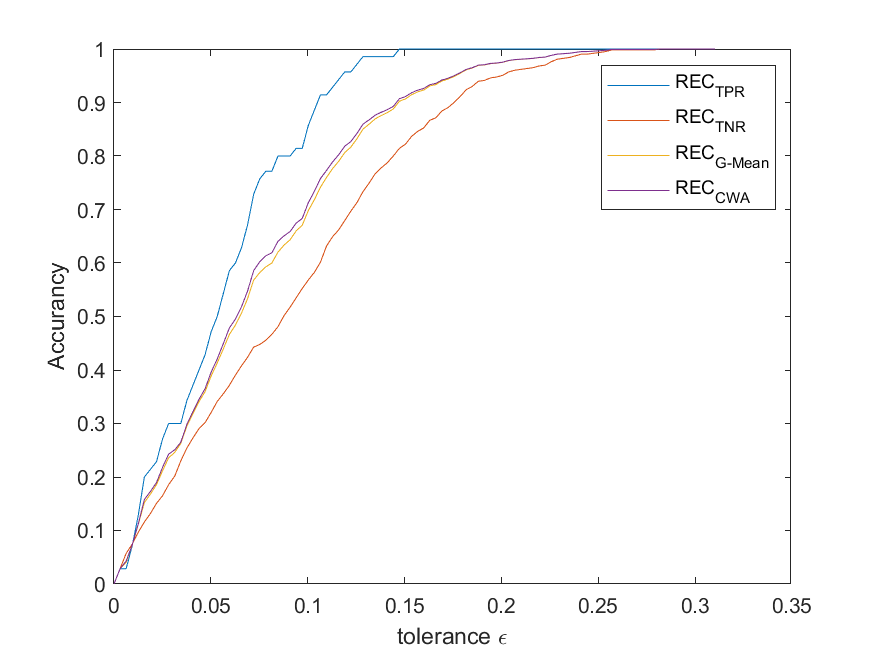 1
0.9
0.8
0.7
0.6
0.5
0.4
0.3
0.2
0.1
0
Accurancy
REC_TPR
REC_TNR
REC_G-Mean
REC_CWA
0 0.05 0.1 0.15 0.2 0.25 0.3 0.35
tolerance ϵ